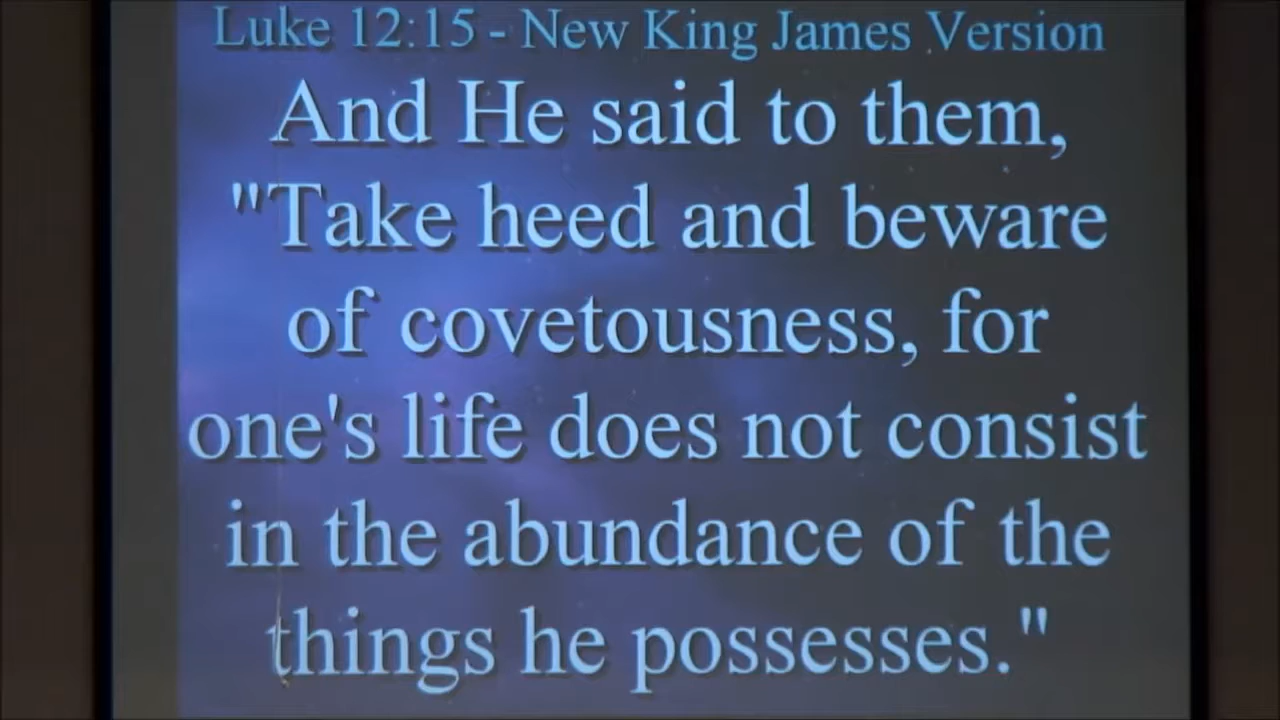 Luke 12:15 - New King James Version
And He said to them,
"Take heed and beware
of covetousness, for
one's life does not consist
in the abundance of the
things he possesses."